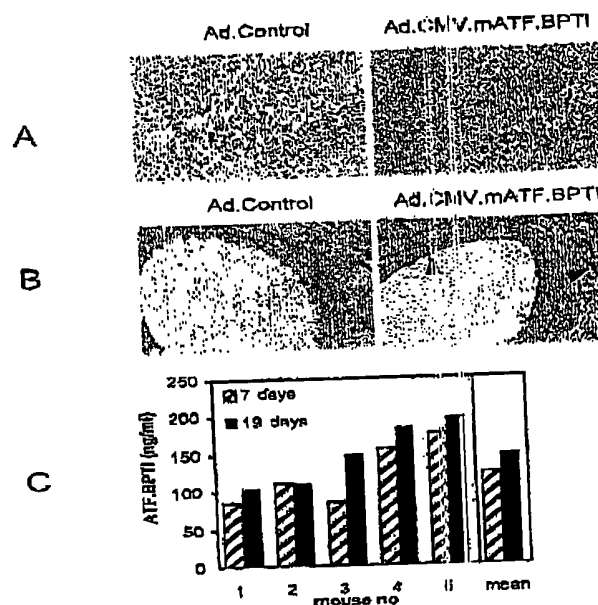 Ad.Control Ad.CMV.mATF.BPTI
A
Ad.Control Ad.CMV.mATF.BPTI
B
C
ATF.BPTI (ng/ml)
250
200
150
100
50
0
7 days
19 days
1 2 3 4 mean
mouse no